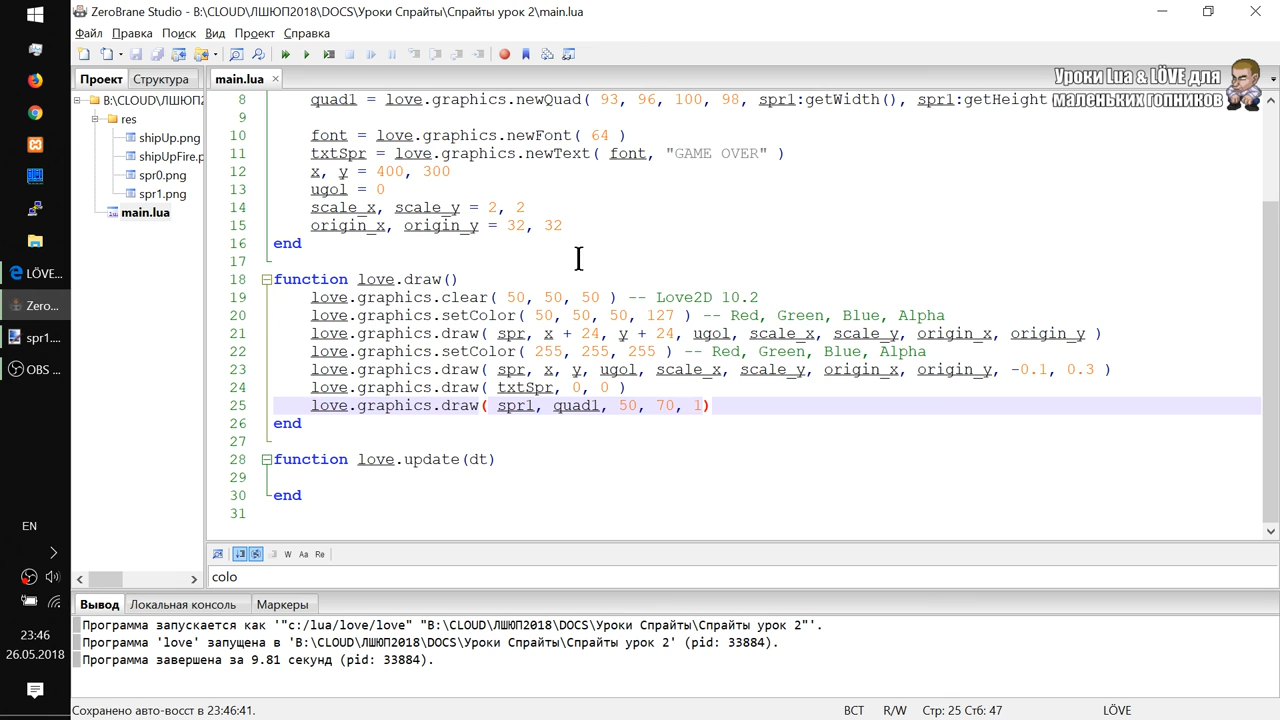 ZeroBrane Studio - B:\CLOUD\ЛШЮП2018\DOCS\Уроки Спрайты\Спрайты урок 2\main.lua
Файл Правка Поиск Вид Проект Справка
Проект Структура
main.lua
Уроки Lua & LÖVE для
маленьких гопников
B:\CLOUD\ЛШЮП2
res
shipUp.png
shipUpFire.p
spr0.png
spr1.png
main.lua
8 quad1 = love.graphics.newQuad( 93, 96, 100, 98, spr1:getWidth(), spr1:getHeight
9
10 font = love.graphics.newFont( 64 )
11 txtSpr = love.graphics.newText( font, "GAME OVER" )
12 x, y = 400, 300
13 ugol = 0
14 scale_x, scale_y = 2, 2
15 origin_x, origin_y = 32, 32
16 end
17
18 function love.draw()
19 love.graphics.clear( 50, 50, 50 ) -- Love2D 10.2
20 love.graphics.setColor( 50, 50, 50, 127 ) -- Red, Green, Blue, Alpha
21 love.graphics.draw( spr, x + 24, y + 24, ugol, scale_x, scale_y, origin_x, origin_y )
22 love.graphics.setColor( 255, 255, 255 ) -- Red, Green, Blue, Alpha
23 love.graphics.draw( spr, x, y, ugol, scale_x, scale_y, origin_x, origin_y, -0.1, 0.3 )
24 love.graphics.draw( txtSpr, 0, 0 )
25 love.graphics.draw( spr1, quad1, 50, 70, 1)
26 end
27
28 function love.update(dt)
29
30 end
31
LÖVE...
Zero...
spr1....
OBS ...
EN
23:46
26.05.2018
W Aa Re
colo
Вывод Локальная консоль Маркеры
Программа запускается как '"c:/lua/love/love" "B:\CLOUD\ЛШЮП2018\DOCS\Уроки Спрайты\Спрайты урок 2"'.
Программа 'love' запущена в 'B:\CLOUD\ЛШЮП2018\DOCS\Уроки Спрайты\Спрайты урок 2' (pid: 33884).
Программа завершена за 9.81 секунд (pid: 33884).
Сохранено авто-восст в 23:46:41. ВСТ R/W Стр: 25 Стб: 47 LÖVE